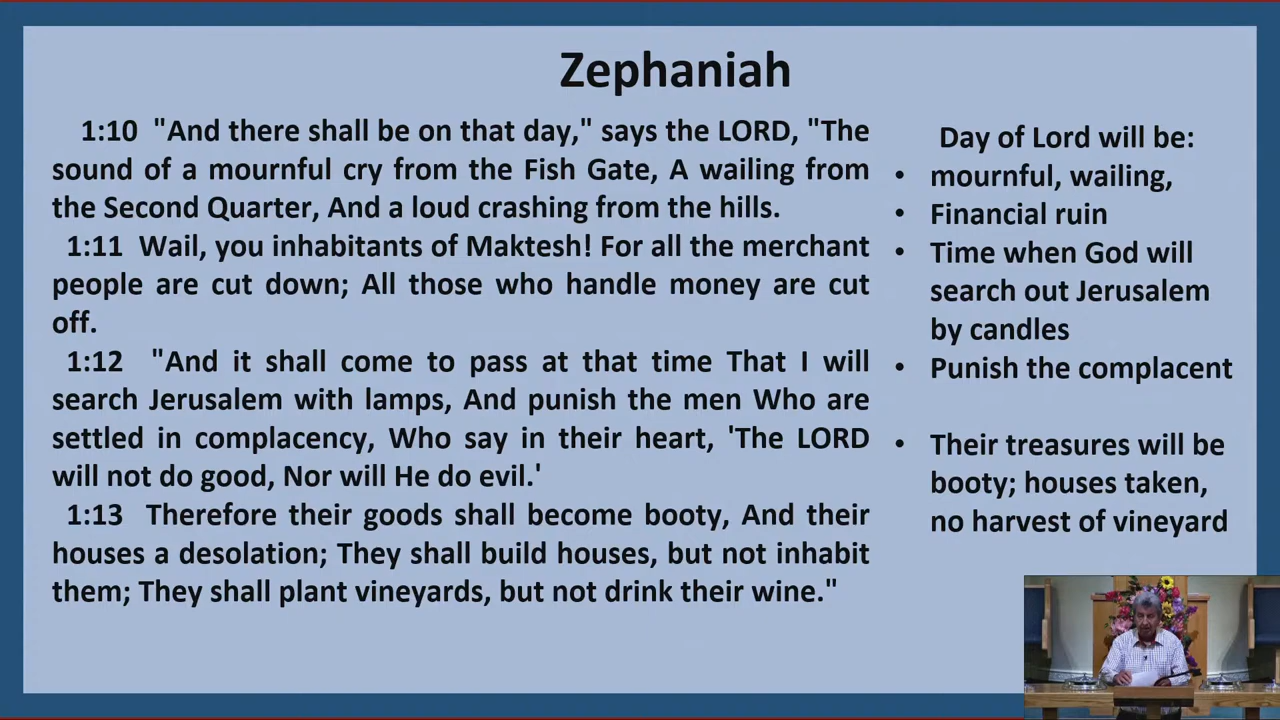 Zephaniah
1:10 "And there shall be on that day," says the LORD, "The
sound of a mournful cry from the Fish Gate, A wailing from
the Second Quarter, And a loud crashing from the hills.
1:11 Wail, you inhabitants of Maktesh! For all the merchant
people are cut down; All those who handle money are cut
off.
1:12 "And it shall come to pass at that time That I will
search Jerusalem with lamps, And punish the men Who are
settled in complacency, Who say in their heart, 'The LORD
will not do good, Nor will He do evil.'
1:13 Therefore their goods shall become booty, And their
houses a desolation; They shall build houses, but not inhabit
them; They shall plant vineyards, but not drink their wine."
Day of Lord will be:
• mournful, wailing,
• Financial ruin
• Time when God will
search out Jerusalem
by candles
• Punish the complacent
• Their treasures will be
booty; houses taken,
no harvest of vineyard